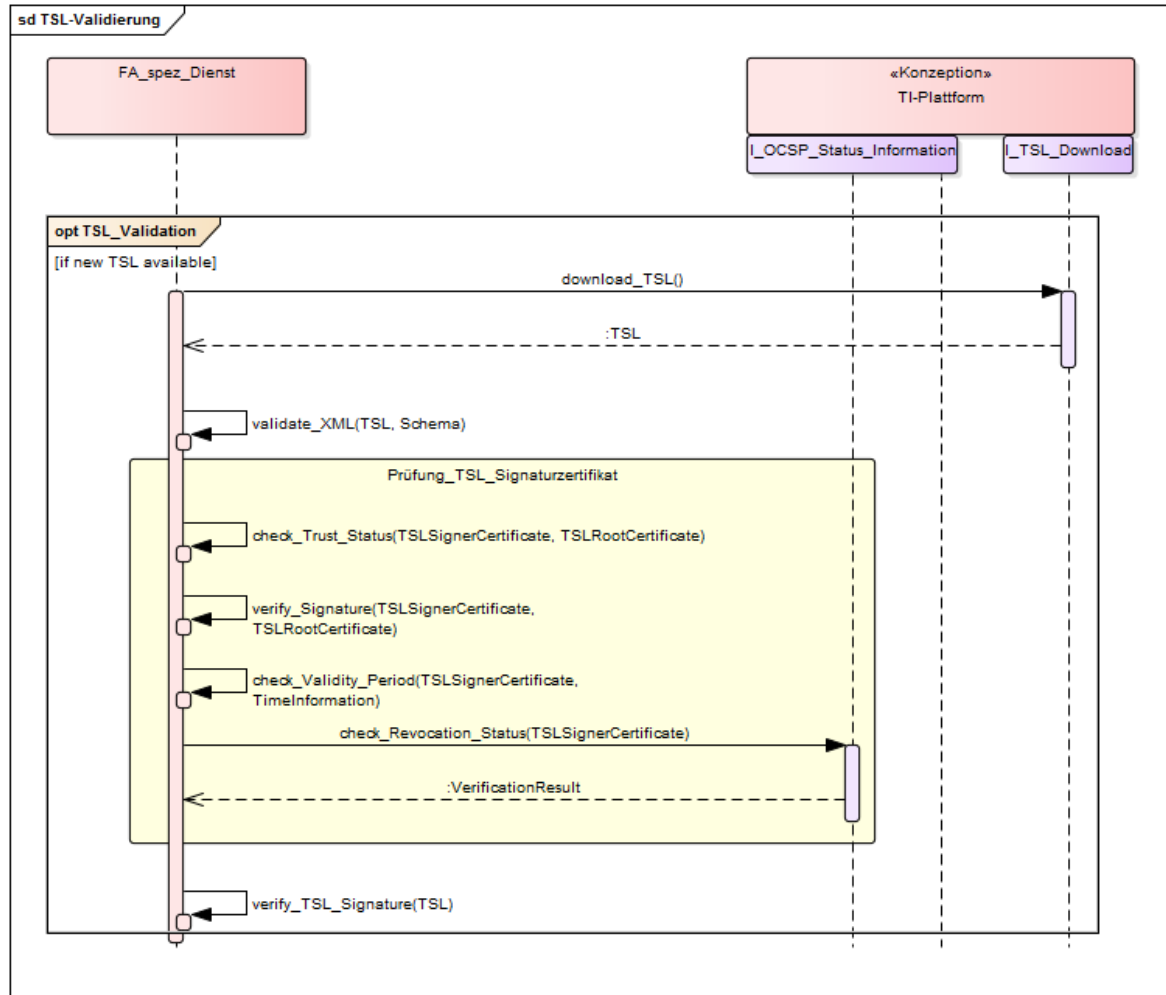 sd TSL-Validierung
FA_spez_Dienst
«Konzeption»
TI-Plattform
I_OCSP_Status_Information
I_TSL_Download
opt TSL_Validation
[if new TSL available]
download_TSL()
:TSL
validate_XML(TSL, Schema)
Prüfung_TSL_Signaturzertifikat
check_Trust_Status(TSLSignerCertificate, TSLRootCertificate)
verify_Signature(TSLSignerCertificate,
TSLRootCertificate)
check_Validity_Period(TSLSignerCertificate,
TimeInformation)
check_Revocation_Status(TSLSignerCertificate)
:VerificationResult
verify_TSL_Signature(TSL)